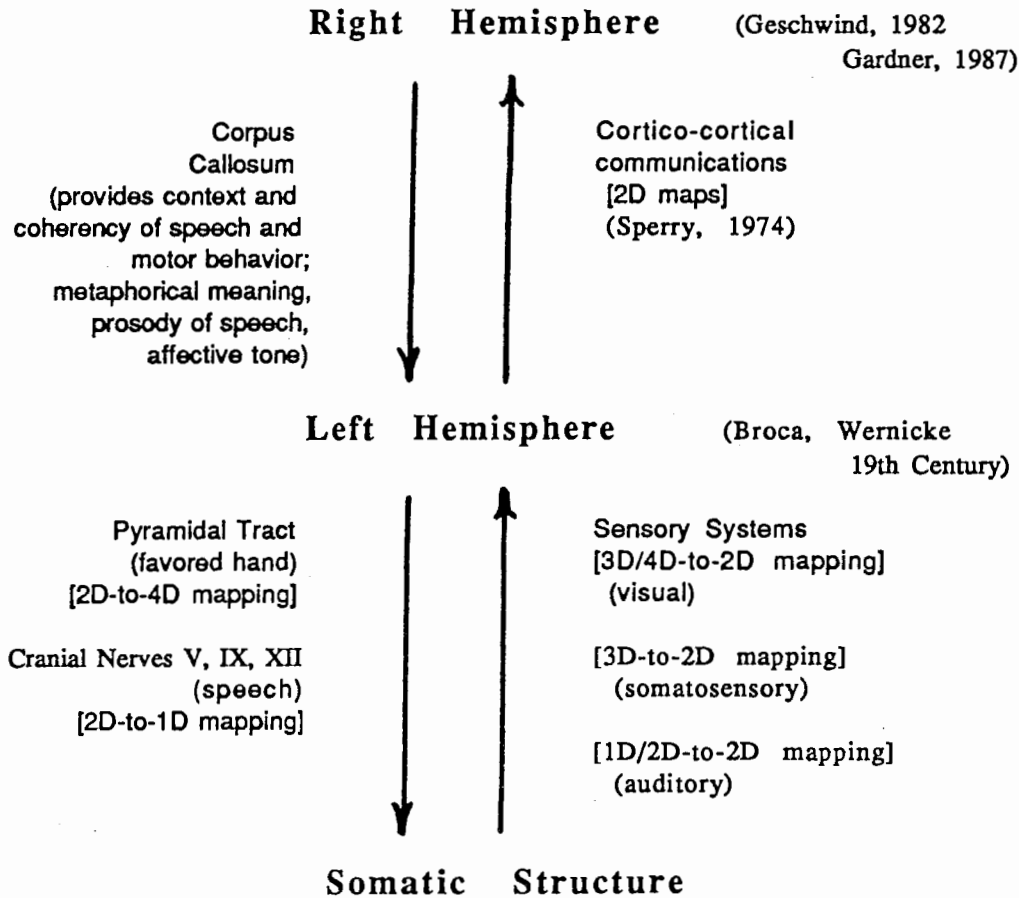 Right Hemisphere (Geschwind, 1982
Gardner, 1987)
Corpus
Callosum
(provides context and
coherency of speech and
motor behavior;
metaphorical meaning,
prosody of speech,
affective tone)
Cortico-cortical
communications
[2D maps]
(Sperry, 1974)
Left Hemisphere (Broca, Wernicke
19th Century)
Pyramidal Tract
(favored hand)
[2D-to-4D mapping]
Cranial Nerves V, IX, XII
(speech)
[2D-to-1D mapping]
Sensory Systems
[3D/4D-to-2D mapping]
(visual)
[3D-to-2D mapping]
(somatosensory)
[1D/2D-to-2D mapping]
(auditory)
Somatic Structure